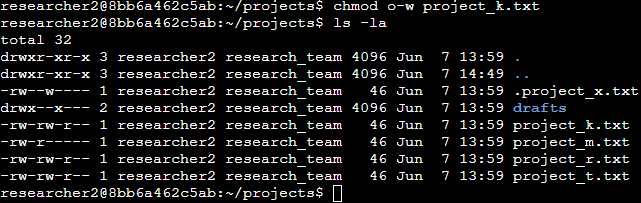 researcher2@8bb6a462c5ab:~/projects$ chmod o-w project_k.txt
researcher2@8bb6a462c5ab:~/projects$ ls -la
total 32
drwxr-xr-x 3 researcher2 research_team 4096 Jun  7 13:59 .
drwxr-xr-x 3 researcher2 research_team 4096 Jun  7 14:49 ..
-rw--w---- 1 researcher2 research_team   46 Jun  7 13:59 .project_x.txt
drwx--x--- 2 researcher2 research_team 4096 Jun  7 13:59 drafts
-rw-rw-r-- 1 researcher2 research_team   46 Jun  7 13:59 project_k.txt
-rw-r----- 1 researcher2 research_team   46 Jun  7 13:59 project_m.txt
-rw-rw-r-- 1 researcher2 research_team   46 Jun  7 13:59 project_r.txt
-rw-rw-r-- 1 researcher2 research_team   46 Jun  7 13:59 project_t.txt
researcher2@8bb6a462c5ab:~/projects$